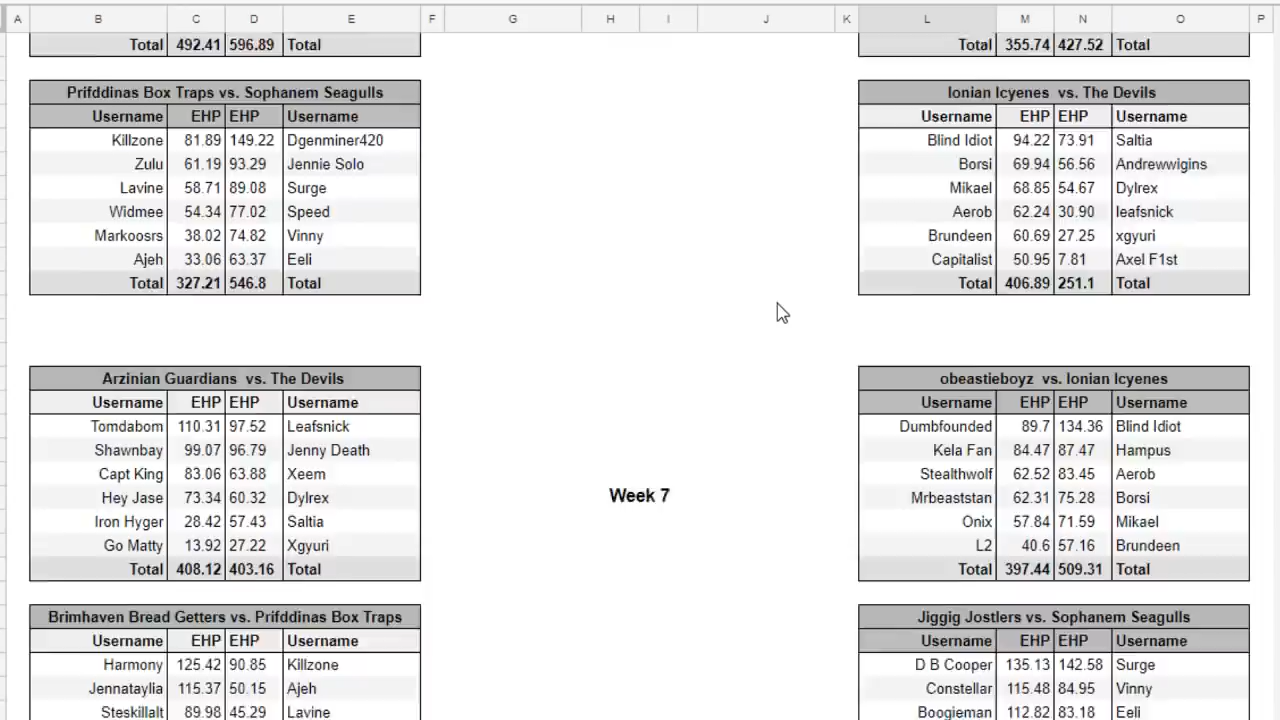 A B C D E F G H I J K L M N O P
Total 492.41 596.89 Total
Total 355.74 427.52 Total
Prifddinas Box Traps vs. Sophanem Seagulls
Username EHP EHP Username
Killzone 81.89 149.22 Dgenminer420
Zulu 61.19 93.29 Jennie Solo
Lavine 58.71 89.08 Surge
Widmee 54.34 77.02 Speed
Markoosrs 38.02 74.82 Vinny
Ajeh 33.06 63.37 Eeli
Total 327.21 546.8 Total
Ionian Icyenes vs. The Devils
Username EHP EHP Username
Blind Idiot 94.22 73.91 Saltia
Borsi 69.94 56.56 Andrewwigins
Mikael 68.85 54.67 Dylrex
Aerob 62.24 30.90 leafsnick
Brundeen 60.69 27.25 xgyuri
Capitalist 50.95 7.81 Axel F1st
Total 406.89 251.1 Total
Arzinian Guardians vs. The Devils
Username EHP EHP Username
Tomdabom 110.31 97.52 Leafsnick
Shawnbay 99.07 96.79 Jenny Death
Capt King 83.06 63.88 Xeem
Hey Jase 73.34 60.32 Dylrex
Iron Hyger 28.42 57.43 Saltia
Go Matty 13.92 27.22 Xgyuri
Total 408.12 403.16 Total
Week 7
obeastieboyz vs. Ionian Icyenes
Username EHP EHP Username
Dumbfounded 89.7 134.36 Blind Idiot
Kela Fan 84.47 87.47 Hampus
Stealthwolf 62.52 83.45 Aerob
Mrbeaststan 62.31 75.28 Borsi
Onix 57.84 71.59 Mikael
L2 40.6 57.16 Brundeen
Total 397.44 509.31 Total
Brimhaven Bread Getters vs. Prifddinas Box Traps
Username EHP EHP Username
Harmony 125.42 90.85 Killzone
Jennataylia 115.37 50.15 Ajeh
Steskillalt 89.98 45.29 Lavine
Jiggig Jostlers vs. Sophanem Seagulls
Username EHP EHP Username
D B Cooper 135.13 142.58 Surge
Constellar 115.48 84.95 Vinny
Boogieman 112.82 83.18 Eeli